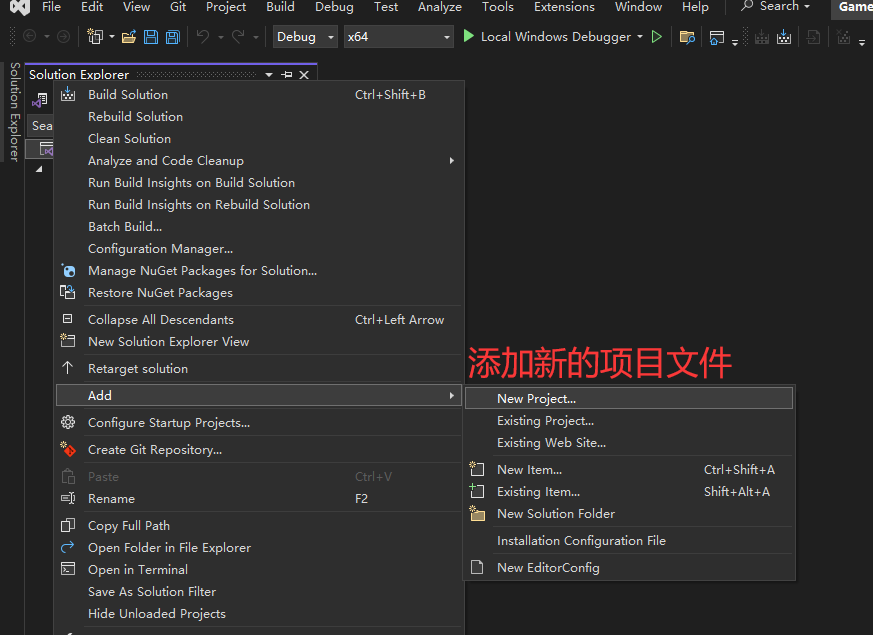 File Edit View Git Project Build Debug Test Analyze Tools Extensions Window Help Search Game
Debug x64 Local Windows Debugger
Solution Explorer
Solution Explorer
Sea
Build Solution Ctrl+Shift+B
Rebuild Solution
Clean Solution
Analyze and Code Cleanup
Run Build Insights on Build Solution
Run Build Insights on Rebuild Solution
Batch Build...
Configuration Manager...
Manage NuGet Packages for Solution...
Restore NuGet Packages
Collapse All Descendants Ctrl+Left Arrow
New Solution Explorer View
Retarget solution
Add
Configure Startup Projects...
Create Git Repository...
Paste Ctrl+V
Rename F2
Copy Full Path
Open Folder in File Explorer
Open in Terminal
Save As Solution Filter
Hide Unloaded Projects
添加新的项目文件
New Project...
Existing Project...
Existing Web Site...
New Item... Ctrl+Shift+A
Existing Item... Shift+Alt+A
New Solution Folder
Installation Configuration File
New EditorConfig